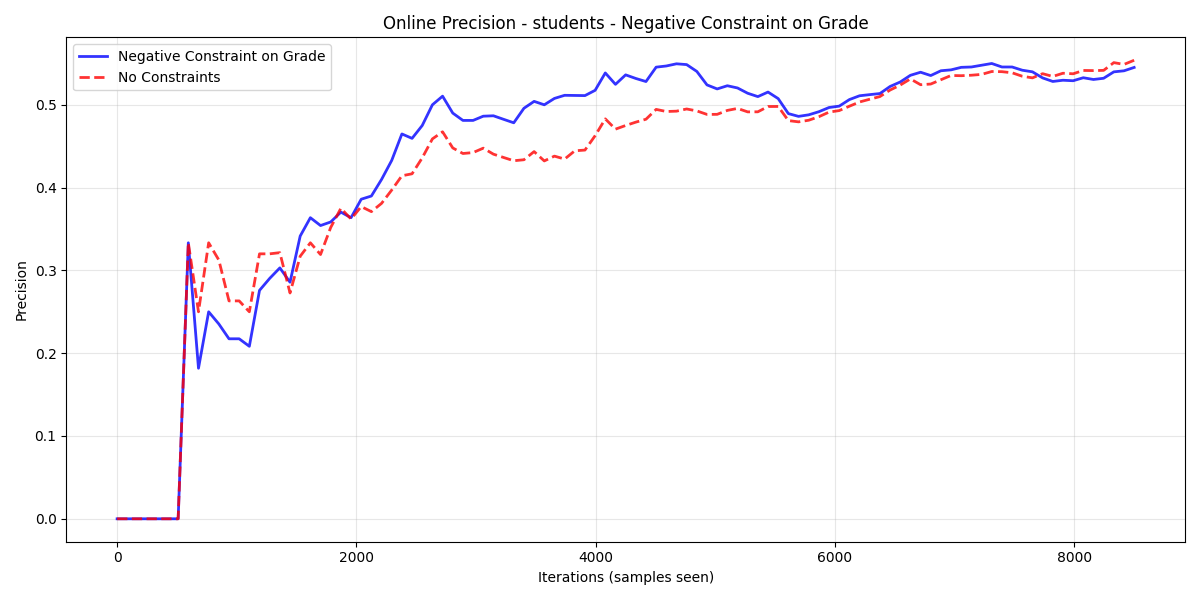 Online Precision - students - Negative Constraint on Grade
Negative Constraint on Grade
No Constraints
Precision
0.5
0.4
0.3
0.2
0.1
0.0
0
2000
4000
6000
8000
Iterations (samples seen)